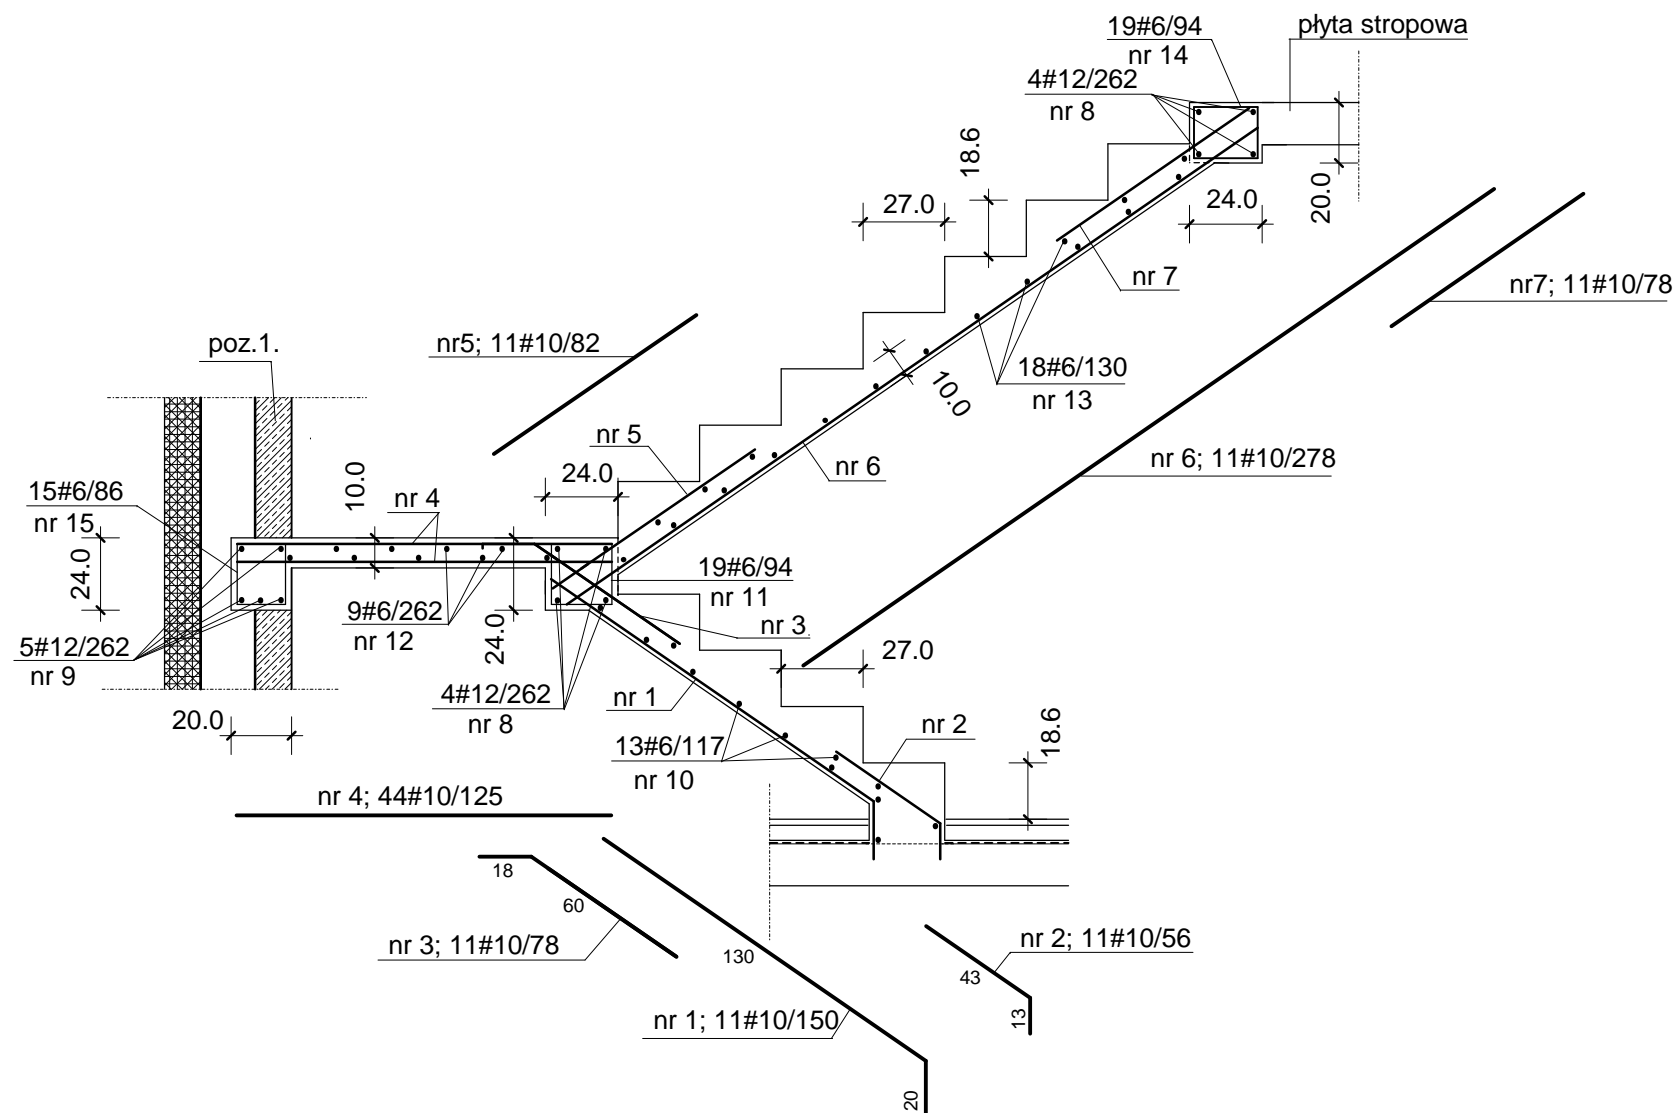 19#6/94
nr 14
płyta stropowa
4#12/262
nr 8
18.6
27.0
24.0
20.0
nr 7
nr7; 11#10/78
poz.1.
nr5; 11#10/82
18#6/130
nr 13
10.0
nr 5
nr 6
nr 6; 11#10/278
24.0
10.0
15#6/86
nr 15
nr 4
24.0
19#6/94
nr 11
9#6/262
nr 12
24.0
nr 3
5#12/262
nr 9
27.0
4#12/262
nr 8
nr 1
20.0
nr 2
18.6
13#6/117
nr 10
nr 4; 44#10/125
18
60
nr 3; 11#10/78
130
nr 2; 11#10/56
43
13
nr 1; 11#10/150
20